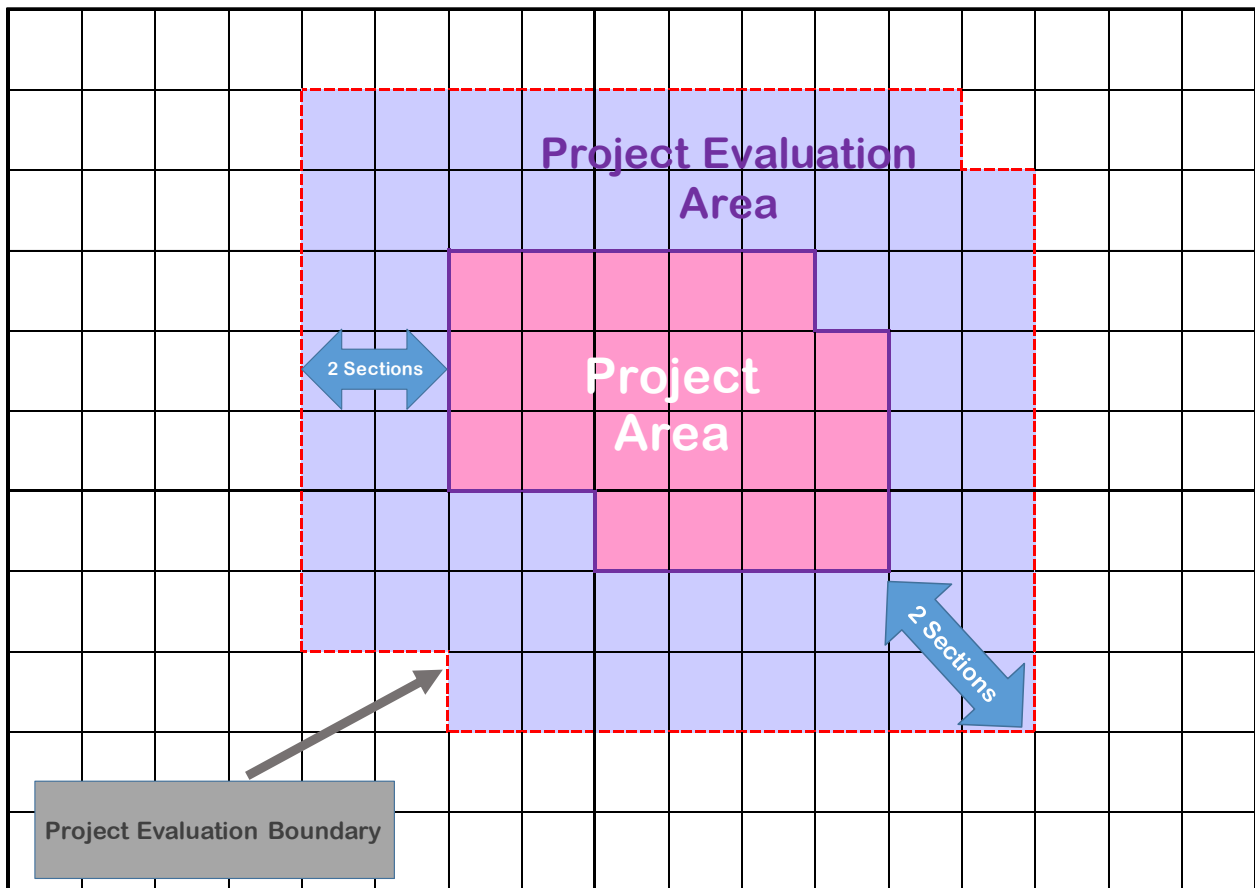 Project Evaluation
Area
2 Sections
Project
Area
2 Sections
Project Evaluation Boundary